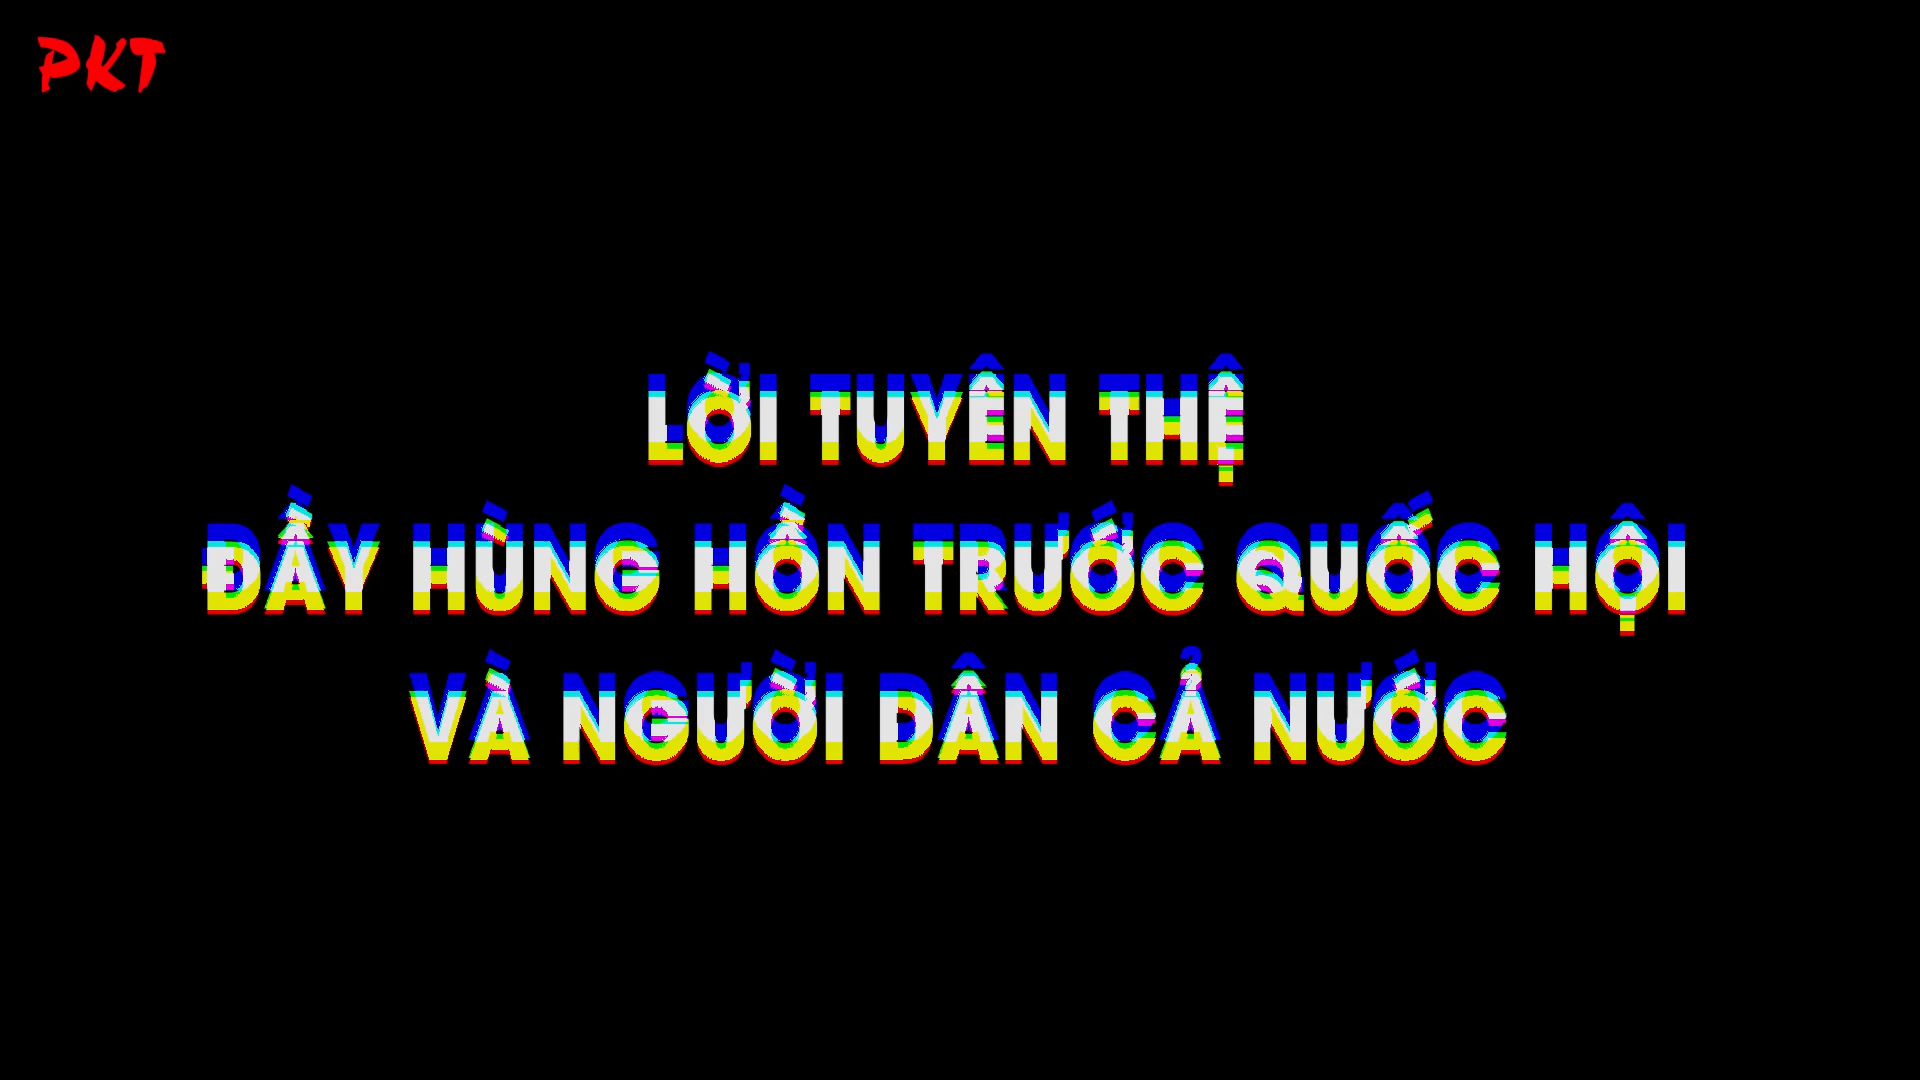 PKT
LỜI TUYÊN THỆ
ĐẦY HÙNG HỒN TRƯỚC QUỐC HỘI
VÀ NGƯỜI DÂN CẢ NƯỚC